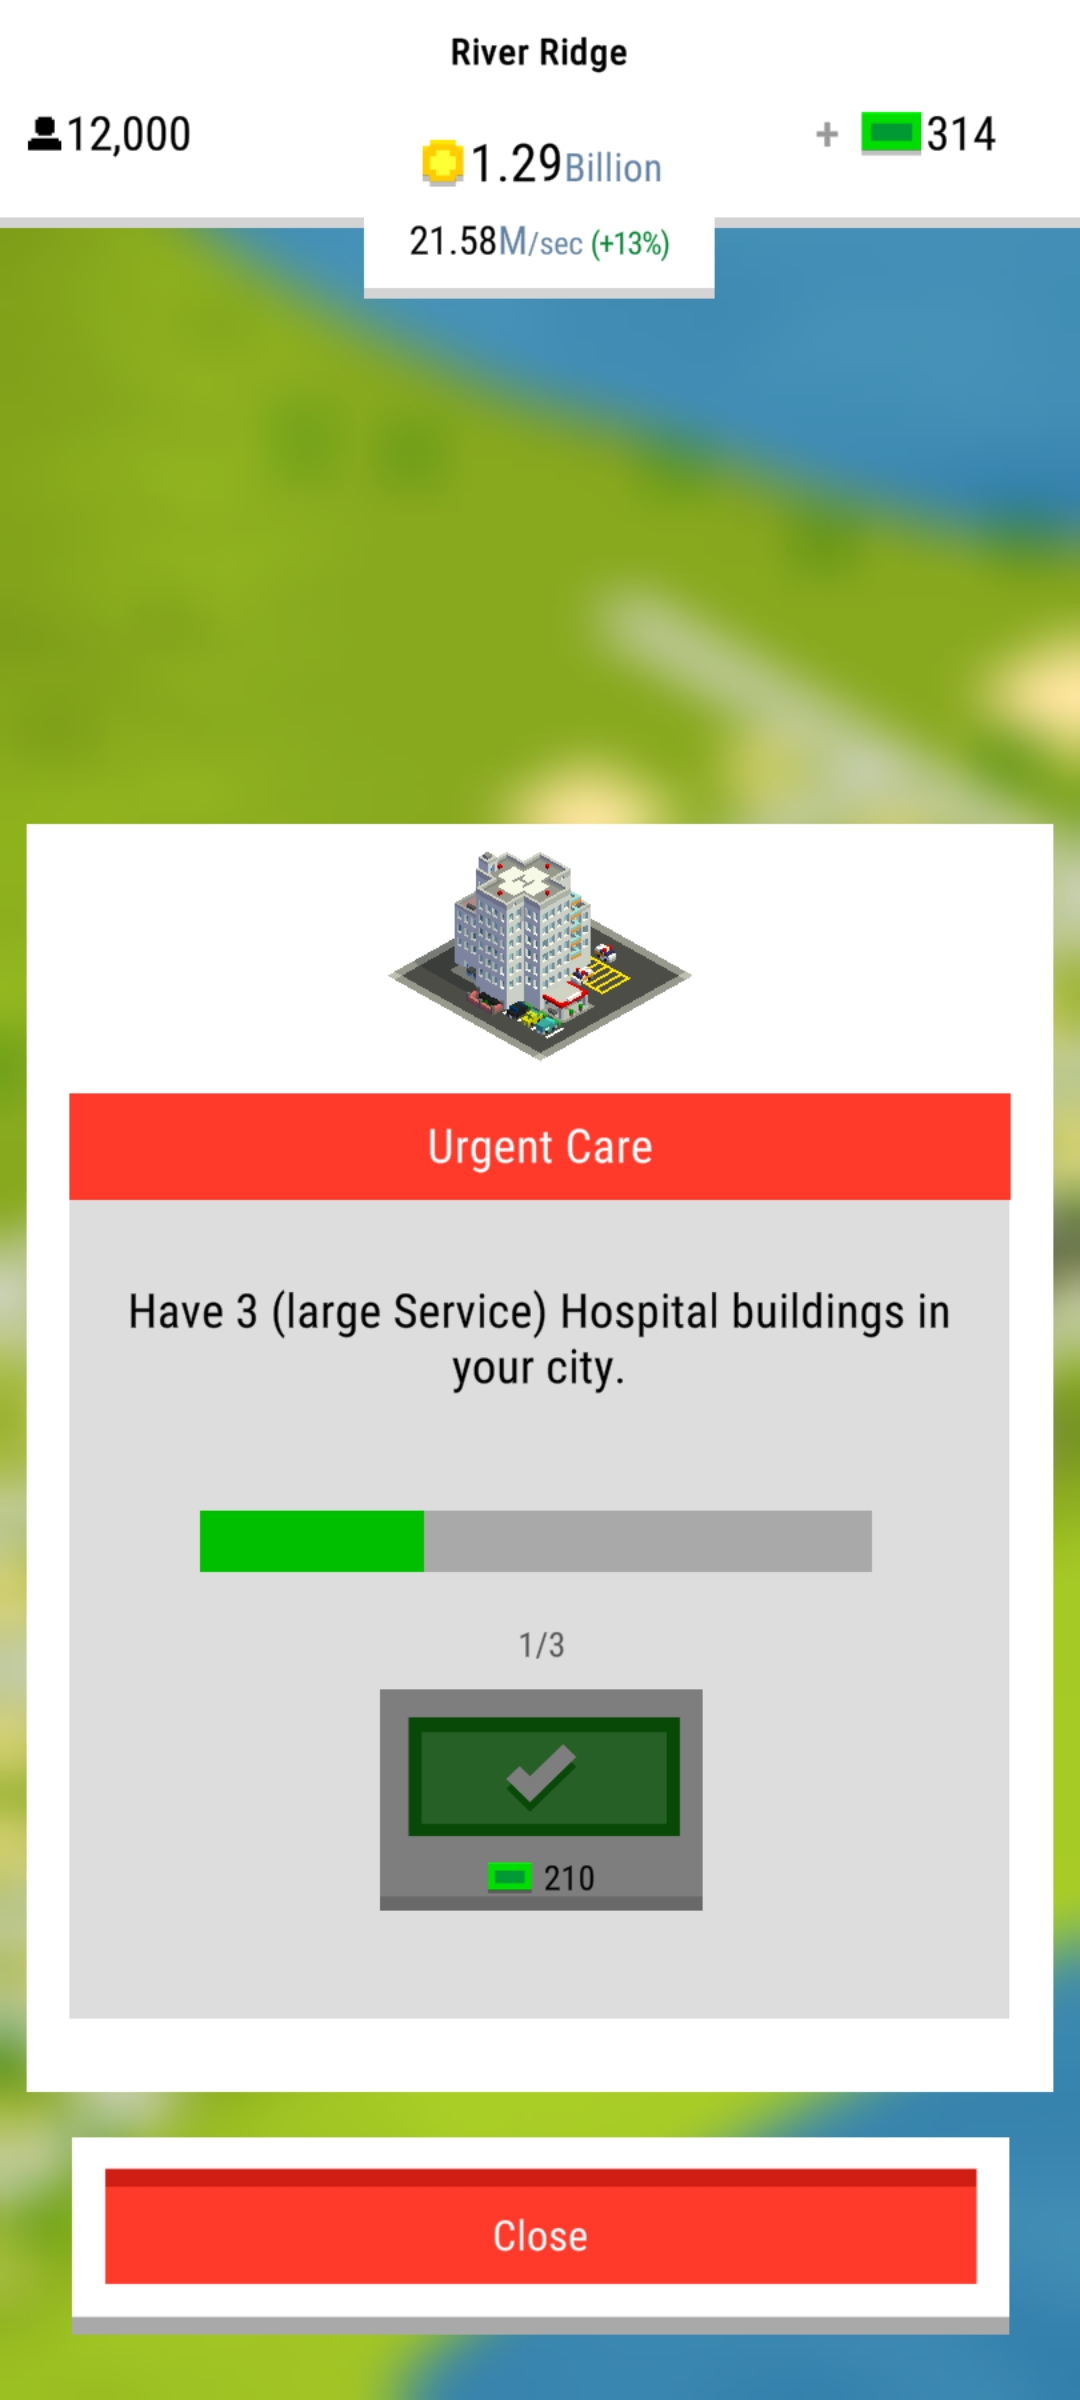 River Ridge
12,000
1.29Billion
+ 314
21.58M/sec (+13%)
Urgent Care
Have 3 (large Service) Hospital buildings in
your city.
1/3
210
Close